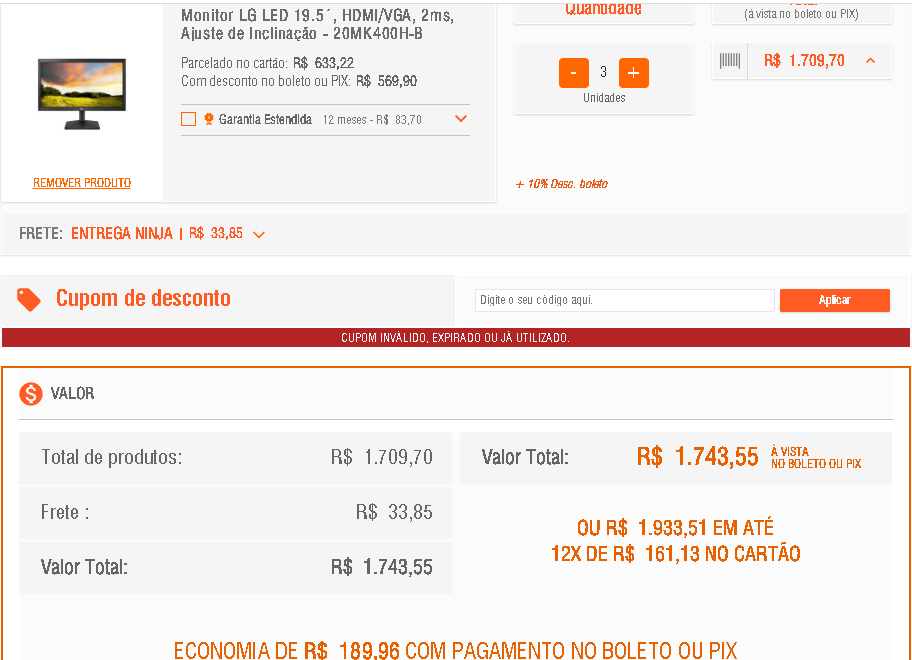 Monitor LG LED 19.5´, HDMI/VGA, 2ms,
Ajuste de Inclinação - 20MK400H-B
Parcelado no cartão: R$ 633,22
Com desconto no boleto ou PIX: R$ 569,90
Garantia Estendida 12 meses - R$ 83,70
REMOVER PRODUTO
Quantidade
- 3 +
Unidades
+ 10% Desc. boleto
(à vista no boleto ou PIX)
R$ 1.709,70
FRETE: ENTREGA NINJA | R$ 33,85
Cupom de desconto
Digite o seu código aqui.
Aplicar
CUPOM INVÁLIDO, EXPIRADO OU JÁ UTILIZADO.
$ VALOR
Total de produtos: R$ 1.709,70
Frete : R$ 33,85
Valor Total: R$ 1.743,55
Valor Total: R$ 1.743,55 À VISTA
NO BOLETO OU PIX
OU R$ 1.933,51 EM ATÉ
12X DE R$ 161,13 NO CARTÃO
ECONOMIA DE R$ 189,96 COM PAGAMENTO NO BOLETO OU PIX